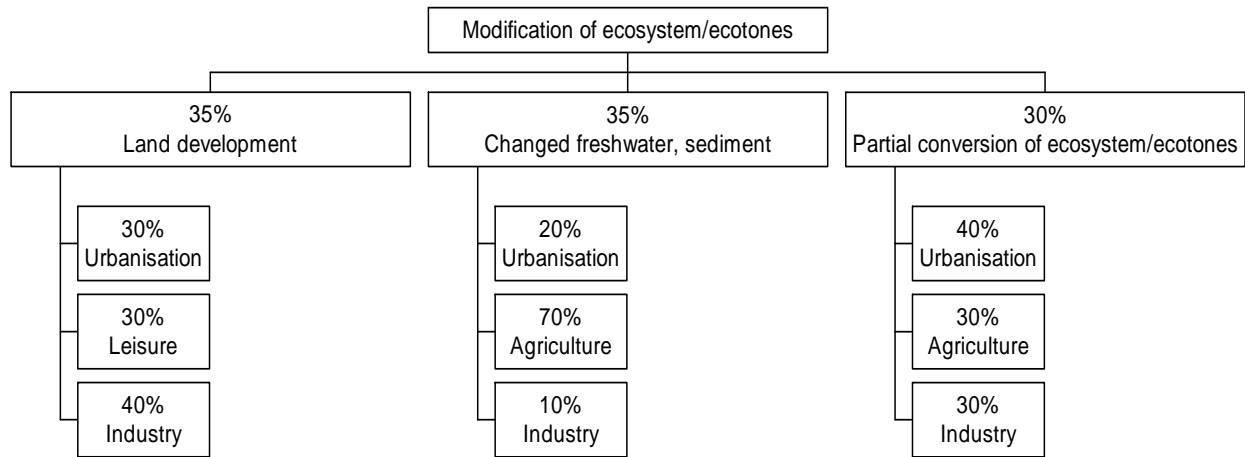 Modification of ecosystem/ecotones
35%
Land development
35%
Changed freshwater, sediment
30%
Partial conversion of ecosystem/ecotones
30%
Urbanisation
30%
Leisure
40%
Industry
20%
Urbanisation
70%
Agriculture
10%
Industry
40%
Urbanisation
30%
Agriculture
30%
Industry